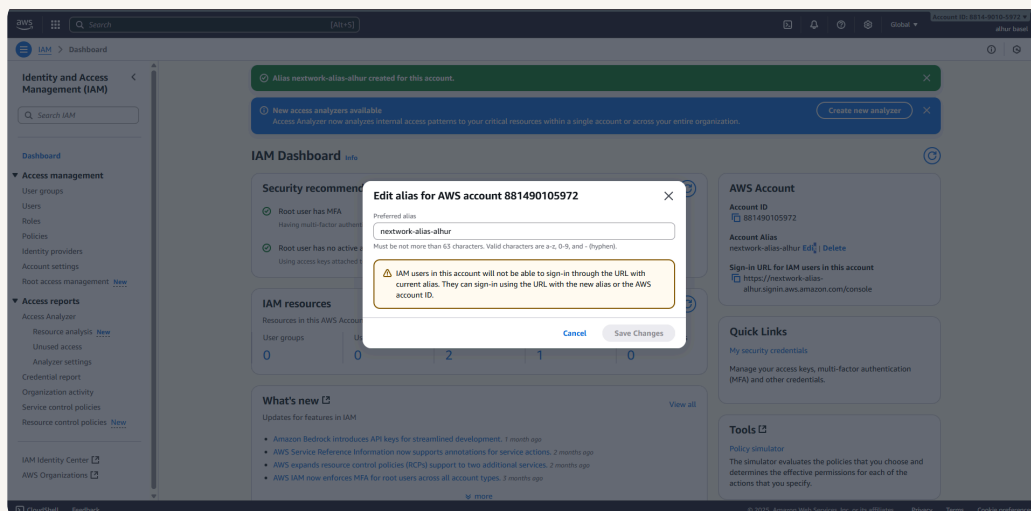 aws
Search
[Alt+S]
Global
Account ID: 8814-9010-5972
alhur basel
IAM > Dashboard
Identity and Access Management (IAM)
Search IAM
Dashboard
Access management
User groups
Users
Roles
Policies
Identity providers
Account settings
Root access management New
Access reports
Access Analyzer
Resource analysis New
Unused access
Analyzer settings
Credential report
Organization activity
Service control policies
Resource control policies New
IAM Identity Center
AWS Organizations
Alias nextwork-alias-alhur created for this account.
New access analyzers available
Access Analyzer now analyzes internal access patterns to your critical resources within a single account or across your entire organization.
Create new analyzer
IAM Dashboard Info
Security recommend
Root user has MFA
Having multi-factor authent
Root user has no active a
Using access keys attached t
Edit alias for AWS account 881490105972
Preferred alias
nextwork-alias-alhur
Must be not more than 63 characters. Valid characters are a-z, 0-9, and - (hyphen).
IAM users in this account will not be able to sign-in through the URL with
current alias. They can sign-in using the URL with the new alias or the AWS
account ID.
Cancel
Save Changes
IAM resources
Resources in this AWS Accoun
User groups
Us
0
0
2
1
0
What's new
View all
Updates for features in IAM
Amazon Bedrock introduces API keys for streamlined development. 1 month ago
AWS Service Reference Information now supports annotations for service actions. 2 months ago
AWS expands resource control policies (RCPs) support to two additional services. 2 months ago
AWS IAM now enforces MFA for root users across all account types. 3 months ago
more
AWS Account
Account ID
881490105972
Account Alias
nextwork-alias-alhur Edit | Delete
Sign-in URL for IAM users in this account
https://nextwork-alias-
alhur.signin.aws.amazon.com/console
Quick Links
My security credentials
Manage your access keys, multi-factor authentication
(MFA) and other credentials.
Tools
Policy simulator
The simulator evaluates the policies that you choose and
determines the effective permissions for each of the
actions that you specify.
CloudShell
Feedback
© 2025, Amazon Web Services, Inc. or its affiliates.
Privacy
Terms
Cookie preferences